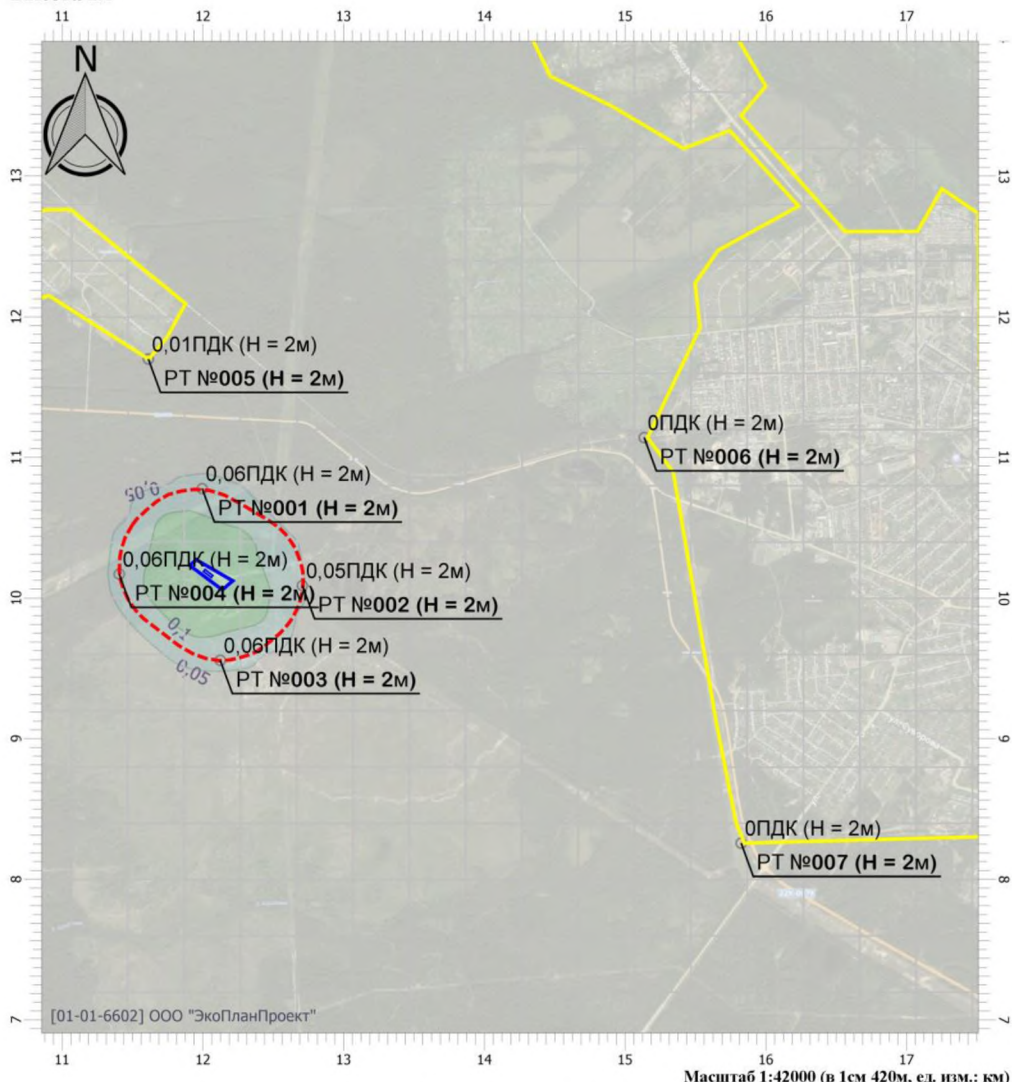 11 12 13 14 15 16 17
N
13 13
12 12
0,01ПДК (Н = 2м)
РТ №005 (Н = 2м)
0ПДК (Н = 2м)
РТ №006 (Н = 2м)
11 11
0,06ПДК (Н = 2м)
РТ №001 (Н = 2м)
0,05
0,06ПДК (Н = 2м)
РТ №004 (Н = 2м)
0,05ПДК (Н = 2м)
РТ №002 (Н = 2м)
10 10
0,1
0,06ПДК (Н = 2м)
РТ №003 (Н = 2м)
0,05
9 9
0ПДК (Н = 2м)
РТ №007 (Н = 2м)
8 8
[01-01-6602] ООО "ЭкоПланПроект"
7 7
11 12 13 14 15 16 17
Масштаб 1:42000 (в 1см 420м, ед. изм.: км)